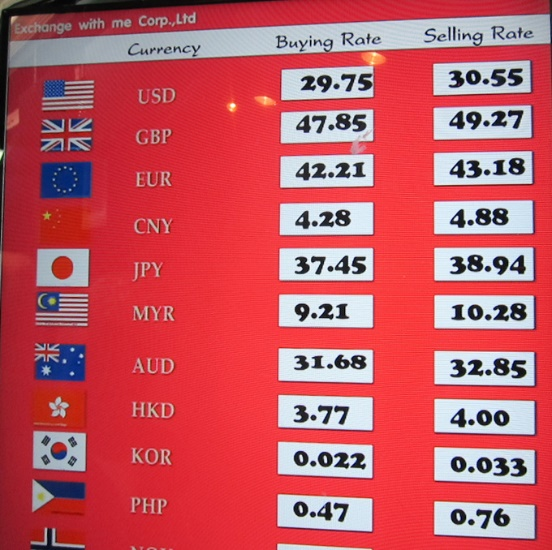 Exchange with me Corp.,Ltd
Currency Buying Rate Selling Rate
USD 29.75 30.55
GBP 47.85 49.27
EUR 42.21 43.18
CNY 4.28 4.88
JPY 37.45 38.94
MYR 9.21 10.28
AUD 31.68 32.85
HKD 3.77 4.00
KOR 0.022 0.033
PHP 0.47 0.76